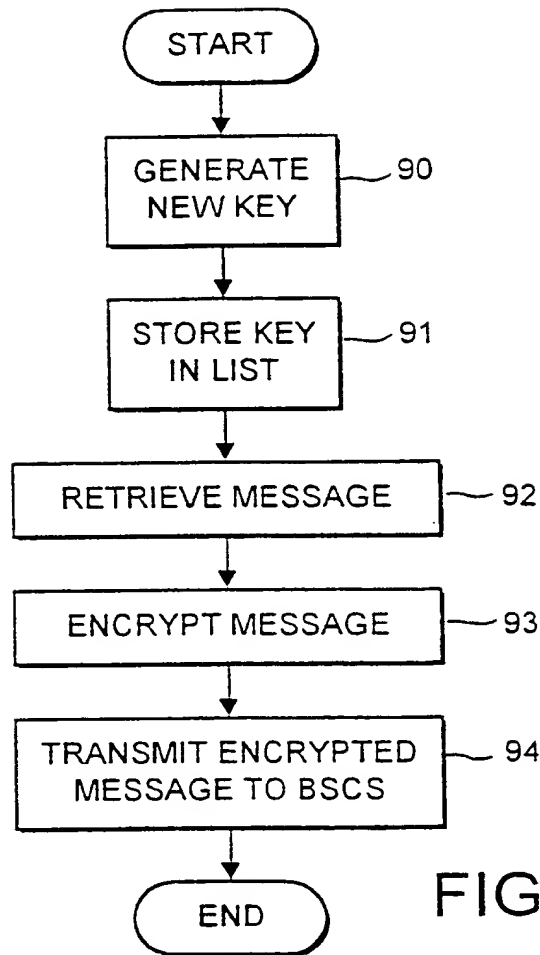 START
GENERATE
NEW KEY
90
STORE KEY
IN LIST
91
RETRIEVE MESSAGE
92
ENCRYPT MESSAGE
93
TRANSMIT ENCRYPTED
MESSAGE TO BSCS
94
END
FIG